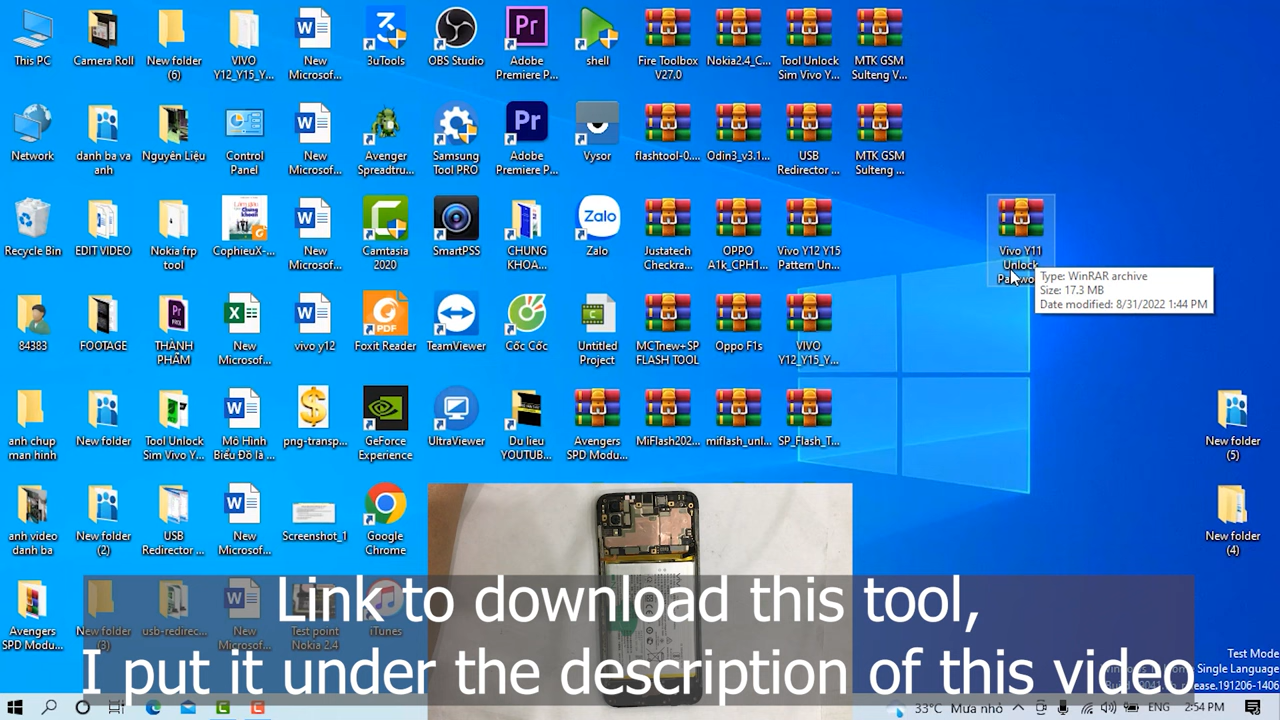 This PC
Camera Roll
New folder
(6)
VIVO
Y12_Y15_Y...
New
Microsof...
3uTools
OBS Studio
Adobe
Premiere P...
shell
Fire Toolbox
V27.0
Nokia2.4_C...
Tool Unlock
Sim Vivo Y...
MTK GSM
Sulteng V...
Network
danh ba va
anh
Nguyên Liệu
Control
Panel
New
Microsof...
Avenger
Spreadtru...
Samsung
Tool PRO
Adobe
Premiere P...
Vysor
flashtool-0....
Odin3_v3.1...
USB
Redirector ...
MTK GSM
Sulteng ...
Recycle Bin
EDIT VIDEO
Nokia frp
tool
CophieuX-...
New
Microsof...
Camtasia
2020
SmartPSS
CHUNG
KHOA...
Zalo
Zalo
Justatech
Checkra...
OPPO
A1k_CPH1...
Vivo Y12 Y15
Pattern Un...
Vivo Y11
Unlock
Type: WinRAR archive
Size: 17.3 MB
Date modified: 8/31/2022 1:44 PM
84383
FOOTAGE
THÀNH
PHẨM
New
Microsof...
vivo y12
PDF
Foxit Reader
TeamViewer
Cốc Cốc
Untitled
Project
MCTnew+SP
FLASH TOOL
Oppo F1s
VIVO
Y12_Y15_Y...
anh chup
man hinh
New folder
Tool Unlock
Sim Vivo Y...
Mô Hình
Biểu Đồ là ...
png-transp...
GeForce
Experience
UltraViewer
Du lieu
YOUTUB...
Avengers
SPD Modu...
MiFlash202...
miflash_unl...
SP_Flash_T...
New folder
(5)
anh video
danh ba
New folder
(2)
USB
Redirector ...
New
Microsof...
Screenshot_1
Google
Chrome
New folder
(4)
Avengers
SPD Modu...
New folder
(3)
usb-redirec...
New
Microsof...
Test point
Nokia 2.4
iTunes
Link to download this tool,
I put it under the description of this video
Test Mode
Single Language
33°C Mưa nhỏ
ENG
2:54 PM